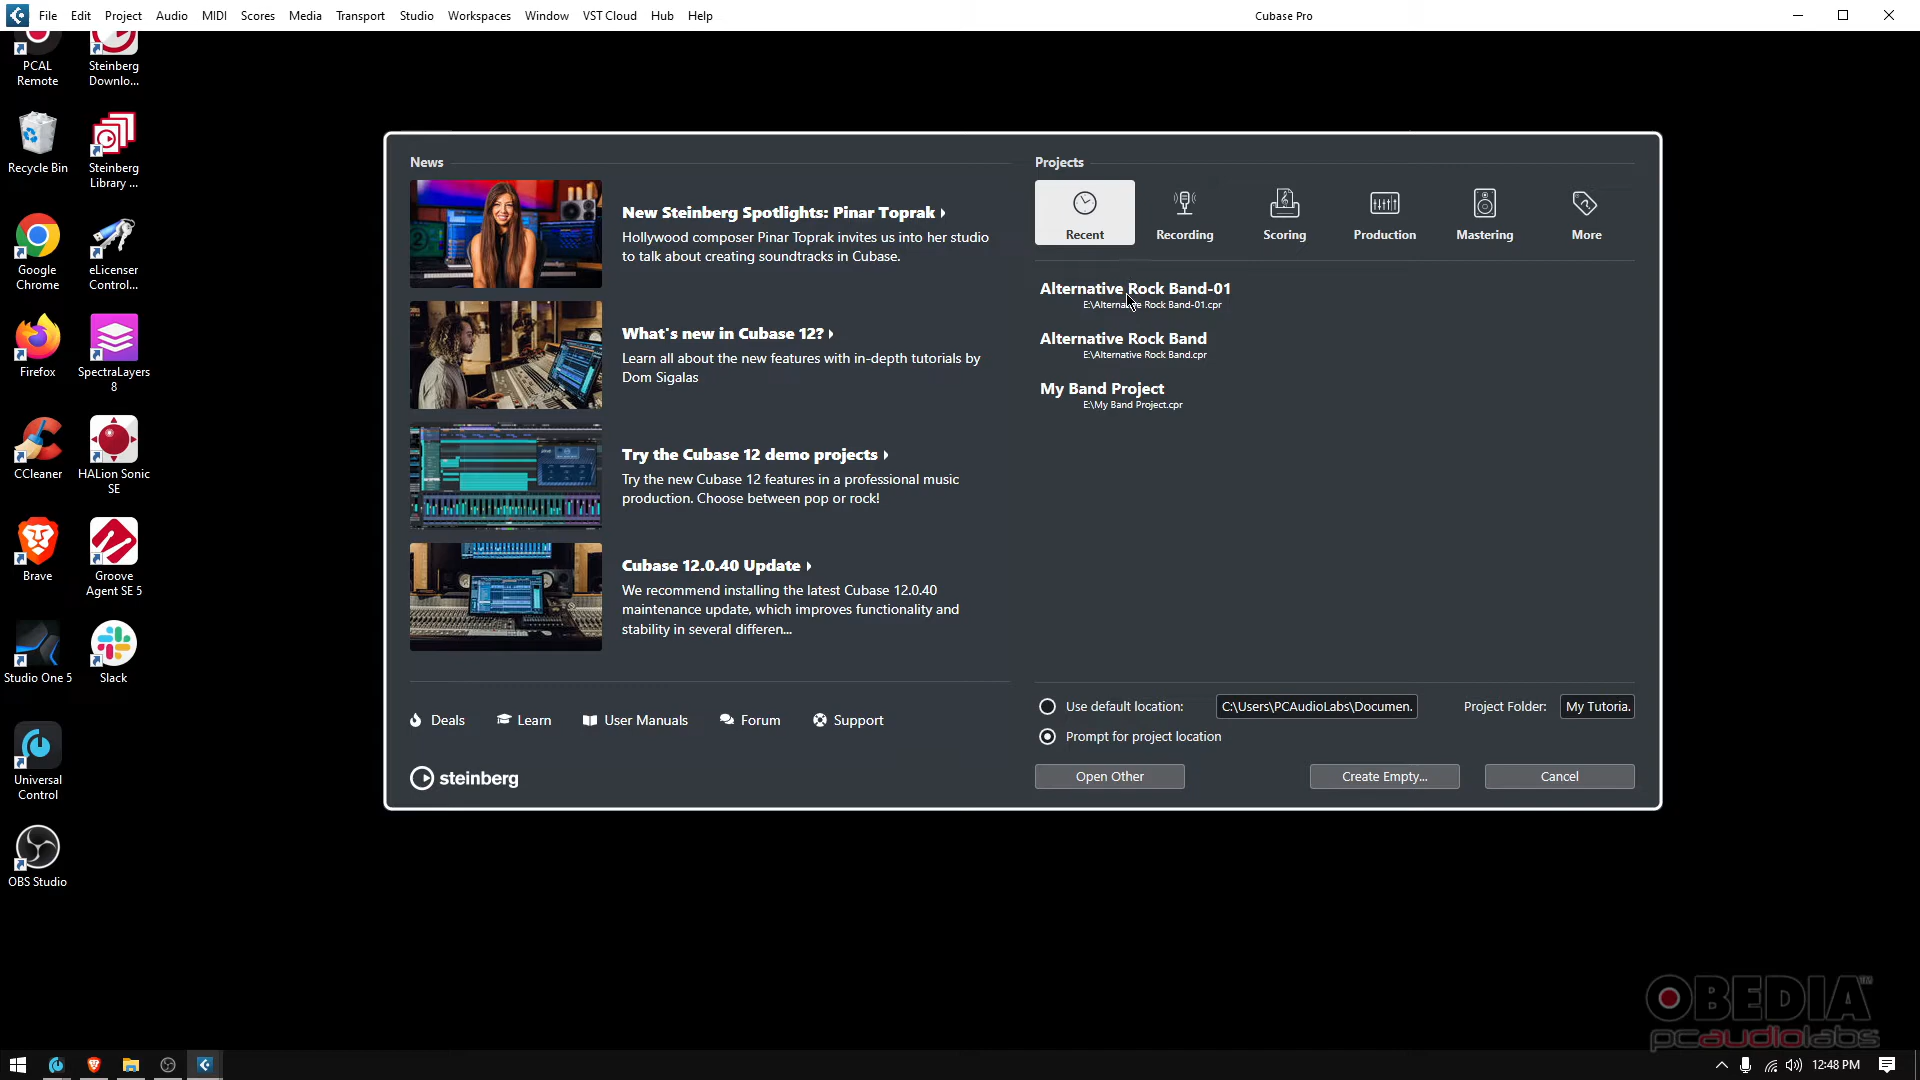 File Edit Project Audio MIDI Scores Media Transport Studio Workspaces Window VST Cloud Hub Help
Cubase Pro
PCAL
Remote
Steinberg
Downlo...
Recycle Bin
Steinberg
Library ...
Google
Chrome
eLicenser
Control...
Firefox
SpectraLayers
8
CCleaner
HALion Sonic
SE
Brave
Groove
Agent SE 5
Studio One 5
Slack
Universal
Control
OBS Studio
News
New Steinberg Spotlights: Pinar Toprak
Hollywood composer Pinar Toprak invites us into her studio
to talk about creating soundtracks in Cubase.
What's new in Cubase 12?
Learn all about the new features with in-depth tutorials by
Dom Sigalas
Try the Cubase 12 demo projects
Try the new Cubase 12 features in a professional music
production. Choose between pop or rock!
Cubase 12.0.40 Update
We recommend installing the latest Cubase 12.0.40
maintenance update, which improves functionality and
stability in several differen...
Deals Learn User Manuals Forum Support
steinberg
Projects
Recent Recording Scoring Production Mastering More
Alternative Rock Band-01
E:\Alternative Rock Band-01.cpr
Alternative Rock Band
E:\Alternative Rock Band.cpr
My Band Project
E:\My Band Project.cpr
Use default location: C:\Users\PCAudioLabs\Documen. Project Folder: My Tutoria.
Prompt for project location
Open Other Create Empty... Cancel
OBEDIA™
pcaudiolabs
12:48 PM